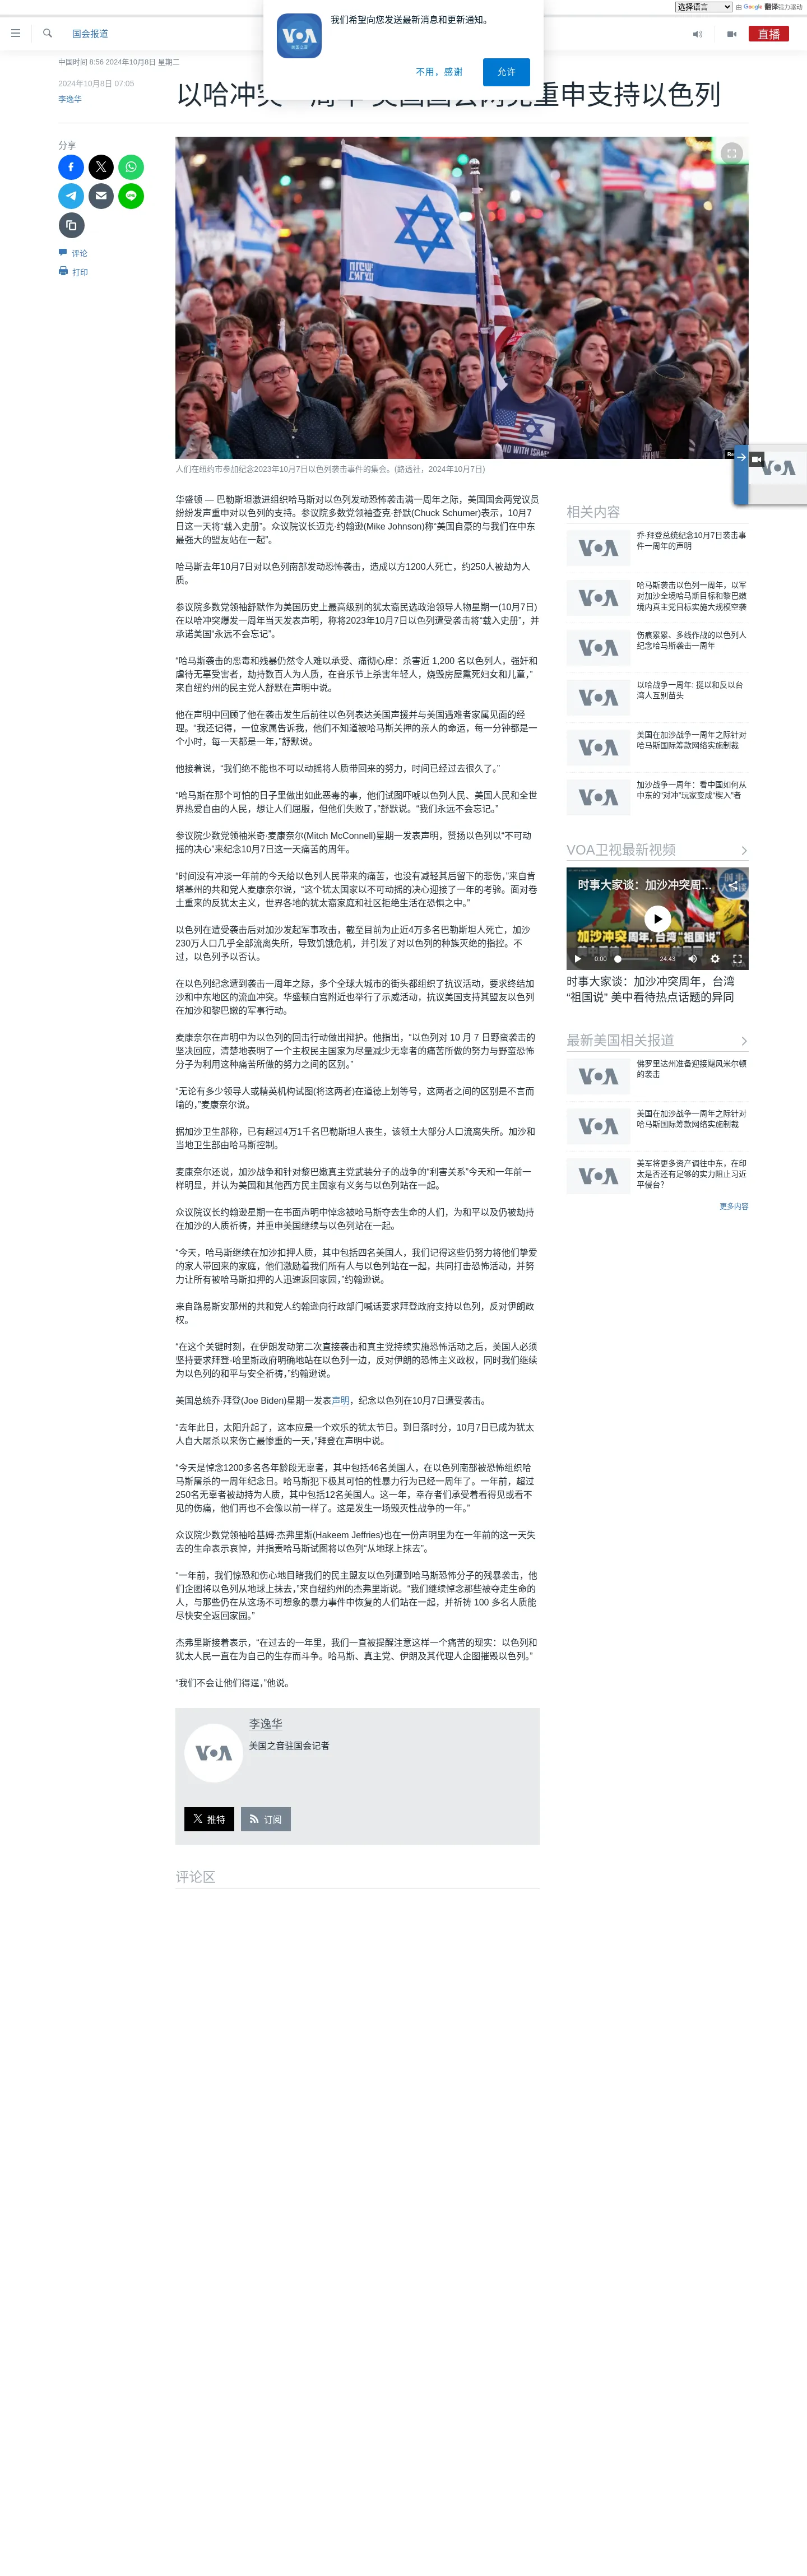 选择语言 由 Google 翻译强力驱动
我们希望向您发送最新消息和更新通知。
不用，感谢
允许
VOA
美国之音
国会报道
直播
中国时间 8:56 2024年10月8日 星期二
以哈冲突一周年 美国国会两党重申支持以色列
2024年10月8日 07:05
李逸华
分享
评论
打印
人们在纽约市参加纪念2023年10月7日以色列袭击事件的集会。(路透社，2024年10月7日)
华盛顿 — 巴勒斯坦激进组织哈马斯对以色列发动恐怖袭击满一周年之际，美国国会两党议员
纷纷发声重申对以色列的支持。参议院多数党领袖查克·舒默(Chuck Schumer)表示，10月7
日这一天将“载入史册”。众议院议长迈克·约翰逊(Mike Johnson)称“美国自豪的与我们在中东
最强大的盟友站在一起”。
哈马斯去年10月7日对以色列南部发动恐怖袭击，造成以方1200人死亡，约250人被劫为人
质。
参议院多数党领袖舒默作为美国历史上最高级别的犹太裔民选政治领导人物星期一(10月7日)
在以哈冲突爆发一周年当天发表声明，称将2023年10月7日以色列遭受袭击将“载入史册”，并
承诺美国“永远不会忘记”。
“哈马斯袭击的恶毒和残暴仍然令人难以承受、痛彻心扉：杀害近 1,200 名以色列人，强奸和
虐待无辜受害者，劫持数百人为人质，在音乐节上杀害年轻人，烧毁房屋熏死妇女和儿童，”
来自纽约州的民主党人舒默在声明中说。
他在声明中回顾了他在袭击发生后前往以色列表达美国声援并与美国遇难者家属见面的经
理。“我还记得，一位家属告诉我，他们不知道被哈马斯关押的亲人的命运，每一分钟都是一
个小时，每一天都是一年，”舒默说。
他接着说，“我们绝不能也不可以动摇将人质带回来的努力，时间已经过去很久了。”
“哈马斯在那个可怕的日子里做出如此恶毒的事，他们试图吓唬以色列人民、美国人民和全世
界热爱自由的人民，想让人们屈服，但他们失败了，”舒默说。“我们永远不会忘记。”
参议院少数党领袖米奇·麦康奈尔(Mitch McConnell)星期一发表声明，赞扬以色列以“不可动
摇的决心”来纪念10月7日这一天痛苦的周年。
“时间没有冲淡一年前的今天给以色列人民带来的痛苦，也没有减轻其后留下的悲伤，”来自肯
塔基州的共和党人麦康奈尔说，“这个犹太国家以不可动摇的决心迎接了一年的考验。面对卷
土重来的反犹太主义，世界各地的犹太裔家庭和社区拒绝生活在恐惧之中。”
以色列在遭受袭击后对加沙发起军事攻击，截至目前为止近4万多名巴勒斯坦人死亡，加沙
230万人口几乎全部流离失所，导致饥饿危机，并引发了对以色列的种族灭绝的指控。不
过，以色列予以否认。
在以色列纪念遭到袭击一周年之际，多个全球大城市的街头都组织了抗议活动，要求终结加
沙和中东地区的流血冲突。华盛顿白宫附近也举行了示威活动，抗议美国支持其盟友以色列
在加沙和黎巴嫩的军事行动。
麦康奈尔在声明中为以色列的回击行动做出辩护。他指出，“以色列对 10 月 7 日野蛮袭击的
坚决回应，清楚地表明了一个主权民主国家为尽量减少无辜者的痛苦所做的努力与野蛮恐怖
分子为利用这种痛苦所做的努力之间的区别。”
“无论有多少领导人或精英机构试图(将这两者)在道德上划等号，这两者之间的区别是不言而
喻的，”麦康奈尔说。
据加沙卫生部称，已有超过4万1千名巴勒斯坦人丧生，该领土大部分人口流离失所。加沙和
当地卫生部由哈马斯控制。
麦康奈尔还说，加沙战争和针对黎巴嫩真主党武装分子的战争的“利害关系”今天和一年前一
样明显，并认为美国和其他西方民主国家有义务与以色列站在一起。
众议院议长约翰逊星期一在书面声明中悼念被哈马斯夺去生命的人们，为和平以及仍被劫持
在加沙的人质祈祷，并重申美国继续与以色列站在一起。
“今天，哈马斯继续在加沙扣押人质，其中包括四名美国人，我们记得这些仍努力将他们挚爱
的家人带回来的家庭，他们激励着我们所有人与以色列站在一起，共同打击恐怖活动，并努
力让所有被哈马斯扣押的人迅速返回家园，”约翰逊说。
来自路易斯安那州的共和党人约翰逊向行政部门喊话要求拜登政府支持以色列，反对伊朗政
权。
“在这个关键时刻，在伊朗发动第二次直接袭击和真主党持续实施恐怖活动之后，美国人必须
坚持要求拜登-哈里斯政府明确地站在以色列一边，反对伊朗的恐怖主义政权，同时我们继续
为以色列的和平与安全祈祷，”约翰逊说。
美国总统乔·拜登(Joe Biden)星期一发表声明，纪念以色列在10月7日遭受袭击。
“去年此日，太阳升起了，这本应是一个欢乐的犹太节日。到日落时分，10月7日已成为犹太
人自大屠杀以来伤亡最惨重的一天，”拜登在声明中说。
“今天是悼念1200多名各年龄段无辜者，其中包括46名美国人，在以色列南部被恐怖组织哈
马斯屠杀的一周年纪念日。哈马斯犯下极其可怕的性暴力行为已经一周年了。一年前，超过
250名无辜者被劫持为人质，其中包括12名美国人。这一年，幸存者们承受着看得见或看不
见的伤痛，他们再也不会像以前一样了。这是发生一场毁灭性战争的一年。”
众议院少数党领袖哈基姆·杰弗里斯(Hakeem Jeffries)也在一份声明里为在一年前的这一天失
去的生命表示哀悼，并指责哈马斯试图将以色列“从地球上抹去”。
“一年前，我们惊恐和伤心地目睹我们的民主盟友以色列遭到哈马斯恐怖分子的残暴袭击，他
们企图将以色列从地球上抹去，”来自纽约州的杰弗里斯说。“我们继续悼念那些被夺走生命的
人，与那些仍在从这场不可想象的暴力事件中恢复的人们站在一起，并祈祷 100 多名人质能
尽快安全返回家园。”
杰弗里斯接着表示，“在过去的一年里，我们一直被提醒注意这样一个痛苦的现实：以色列和
犹太人民一直在为自己的生存而斗争。哈马斯、真主党、伊朗及其代理人企图摧毁以色列。”
“我们不会让他们得逞，”他说。
VOA
李逸华
美国之音驻国会记者
推特
订阅
评论区
相关内容
乔·拜登总统纪念10月7日袭击事
件一周年的声明
哈马斯袭击以色列一周年，以军
对加沙全境哈马斯目标和黎巴嫩
境内真主党目标实施大规模空袭
伤痕累累、多线作战的以色列人
纪念哈马斯袭击一周年
以哈战争一周年: 挺以和反以台
湾人互别苗头
美国在加沙战争一周年之际针对
哈马斯国际筹款网络实施制裁
加沙战争一周年：看中国如何从
中东的“对冲”玩家变成“楔入”者
VOA卫视最新视频
时事大家谈：加沙冲突周...
加沙冲突周年,台湾“祖国说”
0:00
24:43
时事大家谈：加沙冲突周年，台湾
“祖国说” 美中看待热点话题的异同
最新美国相关报道
佛罗里达州准备迎接飓风米尔顿
的袭击
美国在加沙战争一周年之际针对
哈马斯国际筹款网络实施制裁
美军将更多资产调往中东，在印
太是否还有足够的实力阻止习近
平侵台?
更多内容